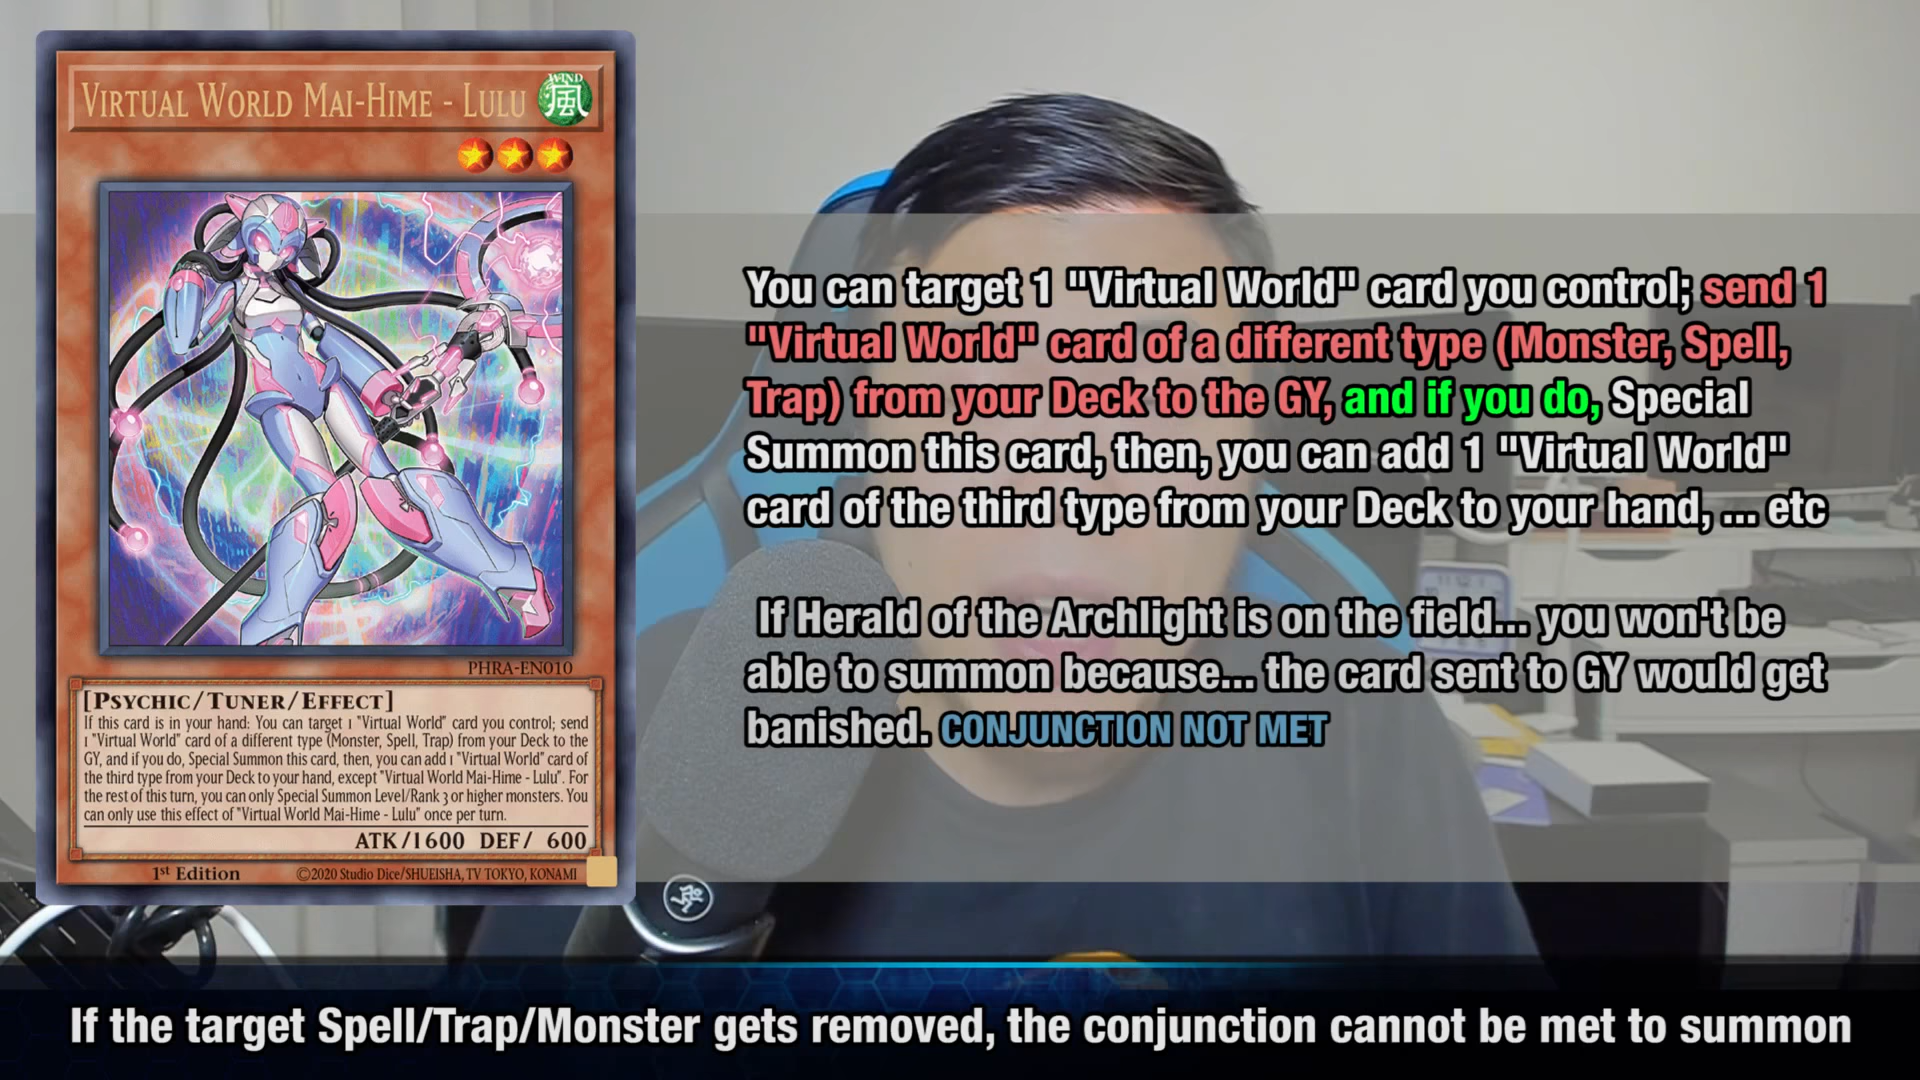 VIRTUAL WORLD MAI-HIME - LULU
WIND
風
PHRA-EN010
[PSYCHIC/TUNER/EFFECT]
If this card is in your hand: You can target 1 "Virtual World" card you control; send
1 "Virtual World" card of a different type (Monster, Spell, Trap) from your Deck to the
GY, and if you do, Special Summon this card, then, you can add 1 "Virtual World" card of
the third type from your Deck to your hand, except "Virtual World Mai-Hime - Lulu". For
the rest of this turn, you can only Special Summon Level/Rank 3 or higher monsters. You
can only use this effect of "Virtual World Mai-Hime - Lulu" once per turn.
ATK/1600 DEF/ 600
1st Edition ©2020 Studio Dice/SHUEISHA, TV TOKYO, KONAMI
You can target 1 "Virtual World" card you control; send 1
"Virtual World" card of a different type (Monster, Spell,
Trap) from your Deck to the GY, and if you do, Special
Summon this card, then, you can add 1 "Virtual World"
card of the third type from your Deck to your hand, ... etc
If Herald of the Archlight is on the field... you won't be
able to summon because... the card sent to GY would get
banished. CONJUNCTION NOT MET
If the target Spell/Trap/Monster gets removed, the conjunction cannot be met to summon